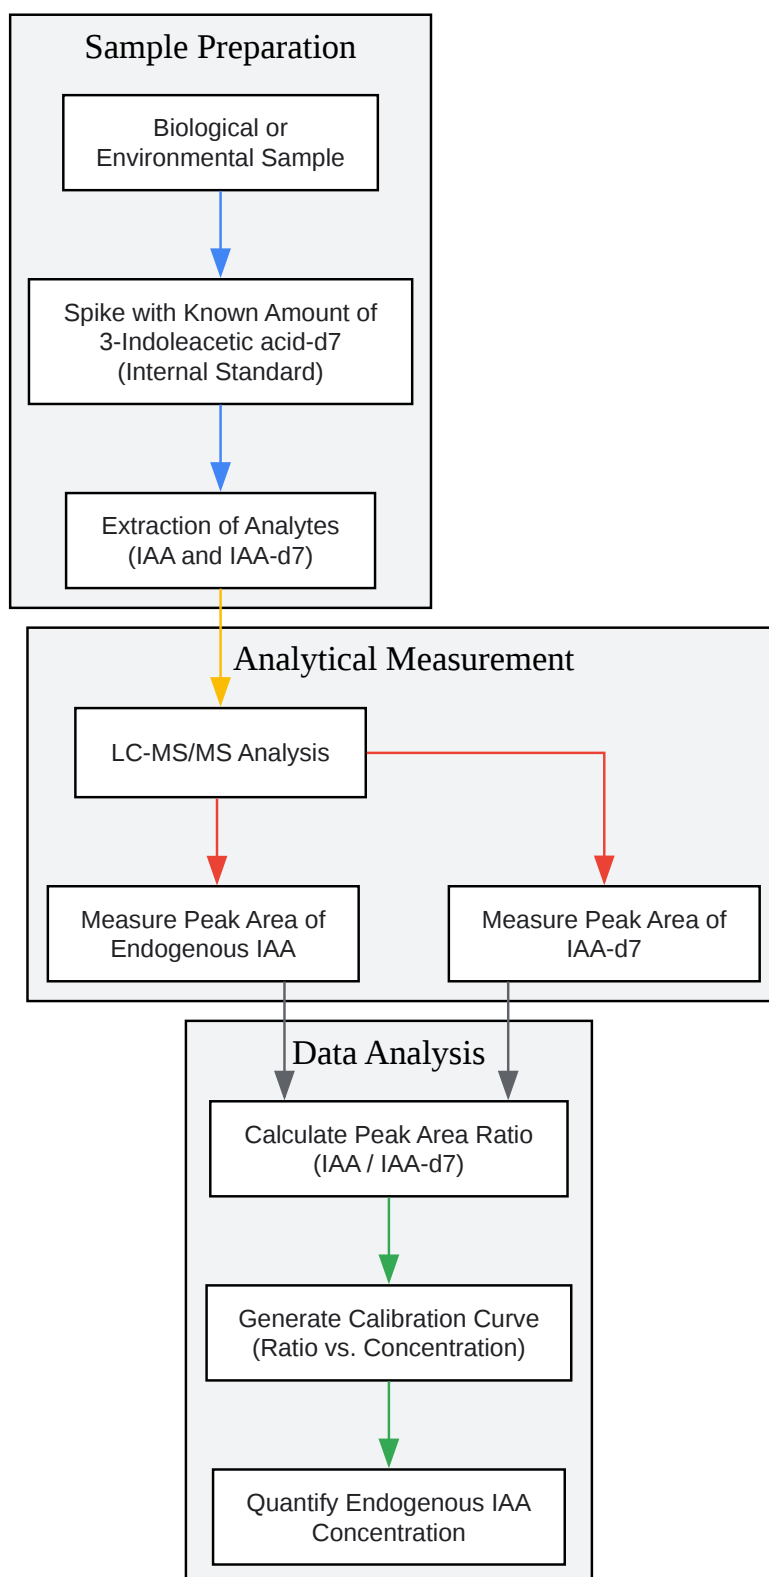 Sample Preparation
Biological or
Environmental Sample
Spike with Known Amount of
3-Indoleacetic acid-d7
(Internal Standard)
Extraction of Analytes
(IAA and IAA-d7)
Analytical Measurement
LC-MS/MS Analysis
Measure Peak Area of
Endogenous IAA
Measure Peak Area of
IAA-d7
Data Analysis
Calculate Peak Area Ratio
(IAA / IAA-d7)
Generate Calibration Curve
(Ratio vs. Concentration)
Quantify Endogenous IAA
Concentration